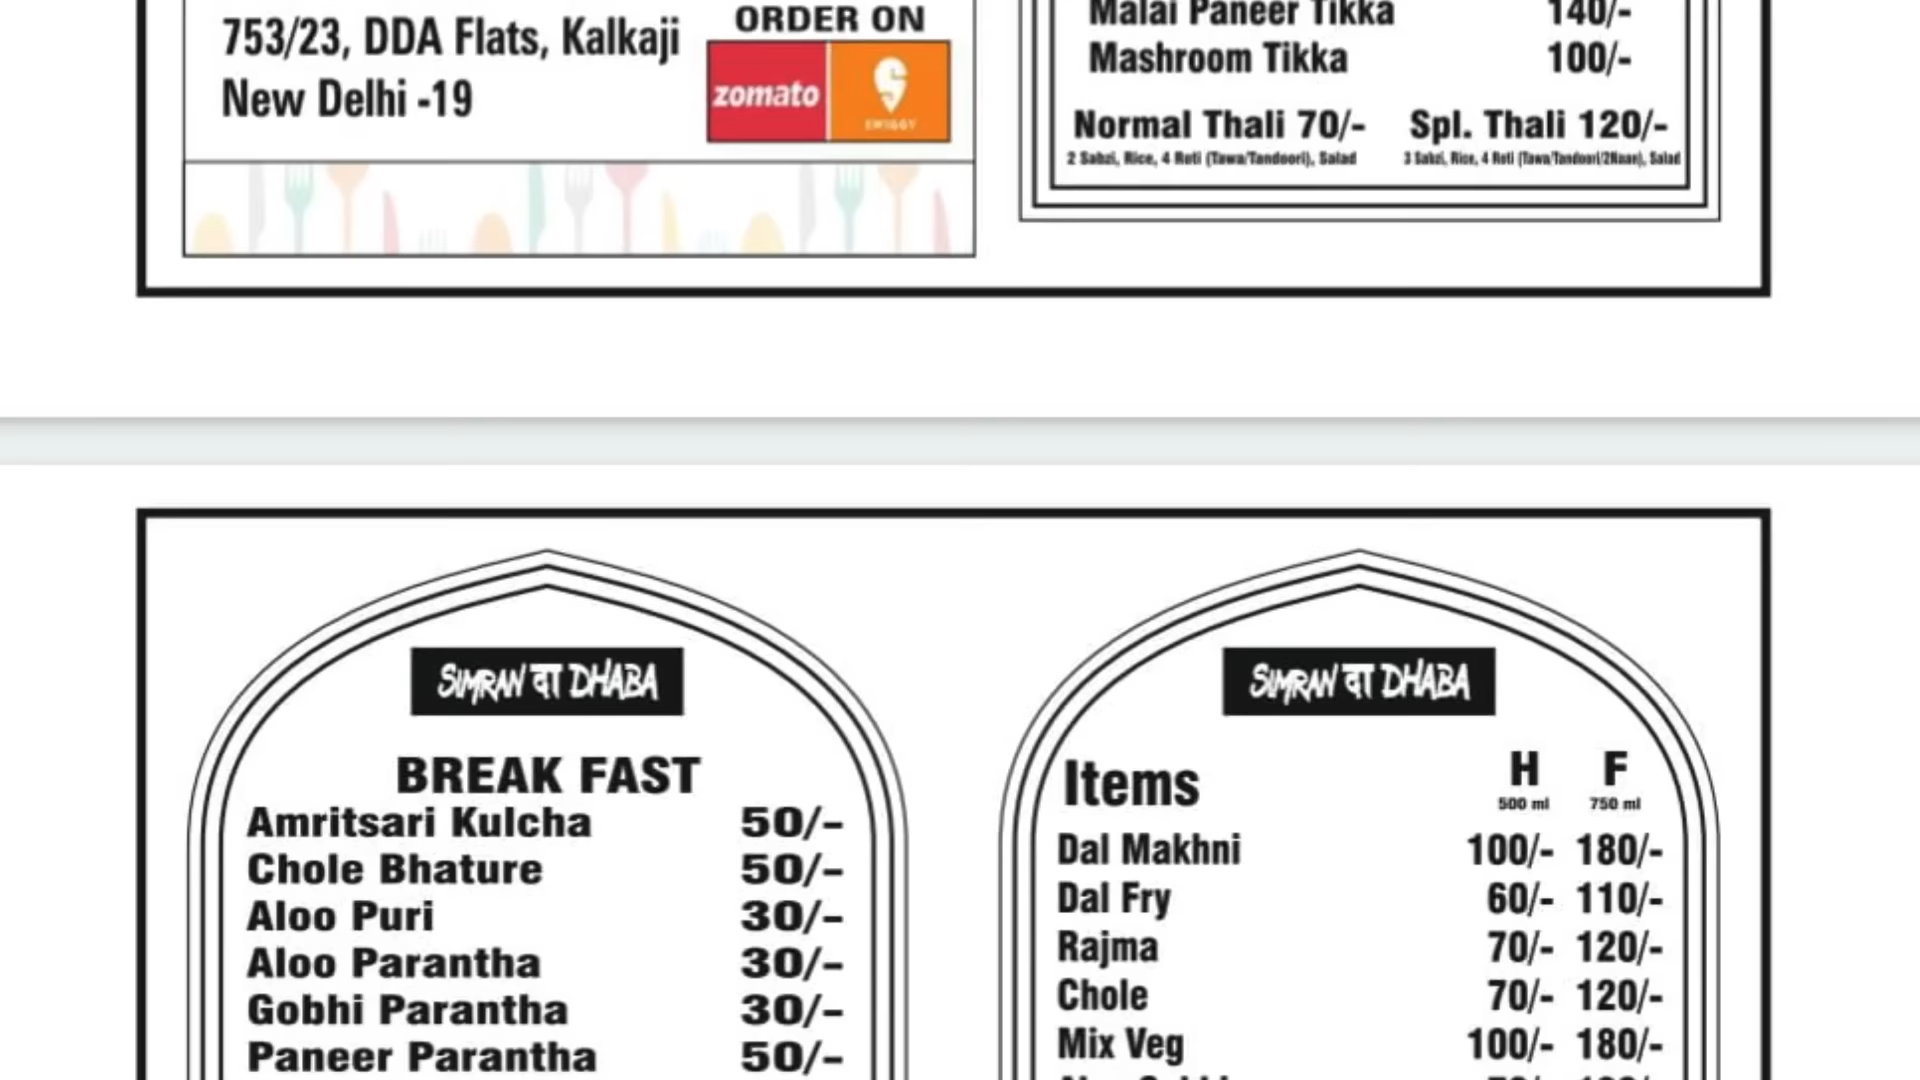 753/23, DDA Flats, Kalkaji
New Delhi -19
ORDER ON
zomato
SWIGGY
Malai Paneer Tikka 140/-
Mashroom Tikka 100/-
Normal Thali 70/- Spl. Thali 120/-
2 Sabzi, Rice, 4 Roti (Tawa/Tandoori), Salad 3 Sabzi, Rice, 4 Roti (Tawa/Tandoori/2Naan), Salad
SIMRAN दा DHABA
BREAK FAST
Amritsari Kulcha 50/-
Chole Bhature 50/-
Aloo Puri 30/-
Aloo Parantha 30/-
Gobhi Parantha 30/-
Paneer Parantha 50/-
SIMRAN दा DHABA
Items H F
500 ml 750 ml
Dal Makhni 100/- 180/-
Dal Fry 60/- 110/-
Rajma 70/- 120/-
Chole 70/- 120/-
Mix Veg 100/- 180/-